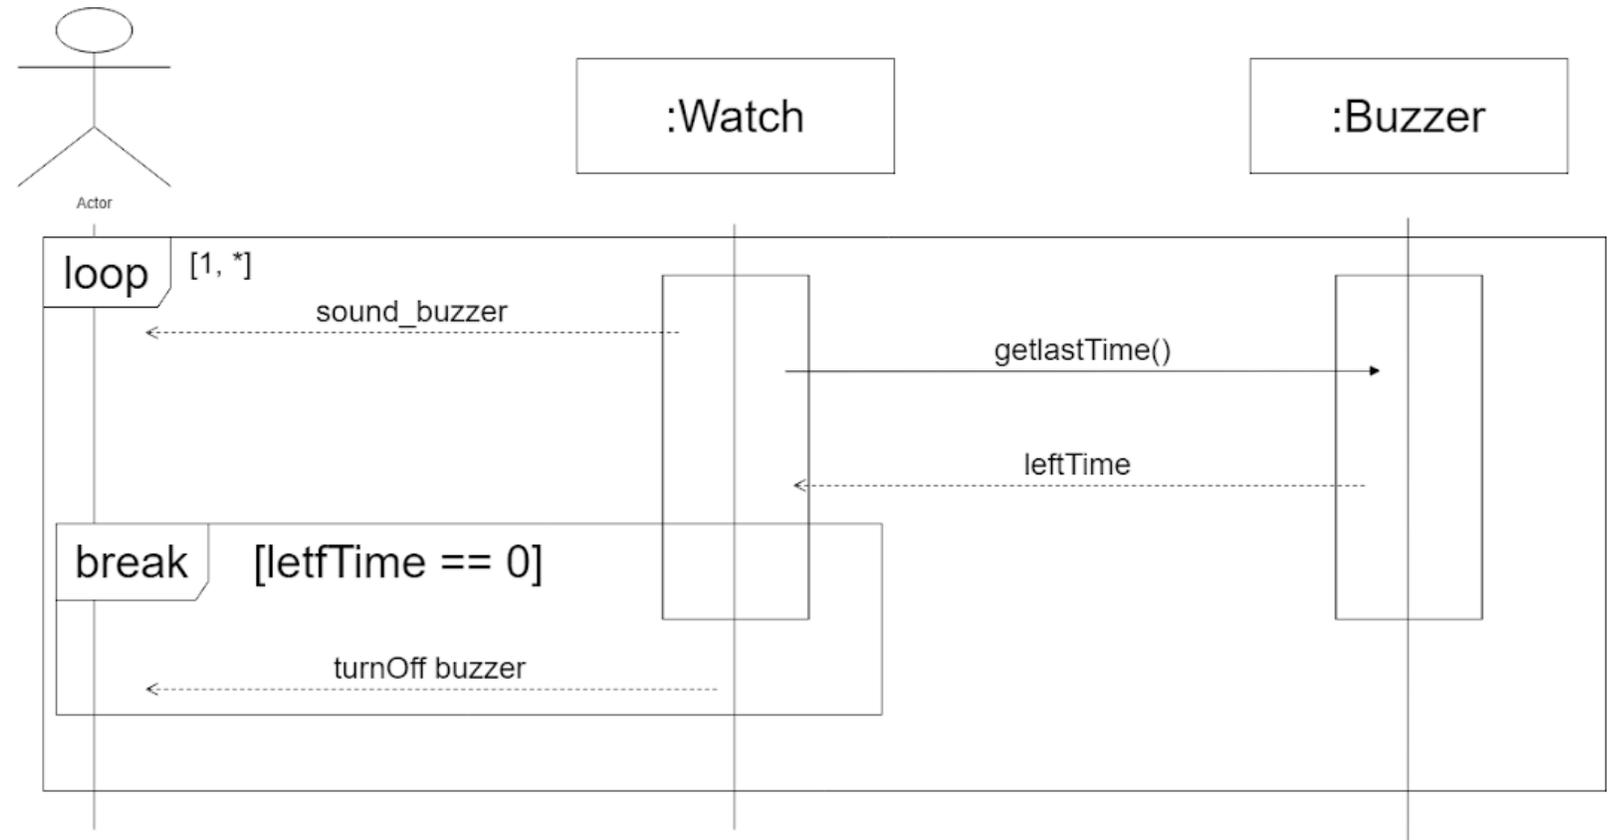 :Watch
:Buzzer
Actor
loop
[1, *]
sound_buzzer
getlastTime()
leftTime
break
[letfTime == 0]
turnOff buzzer